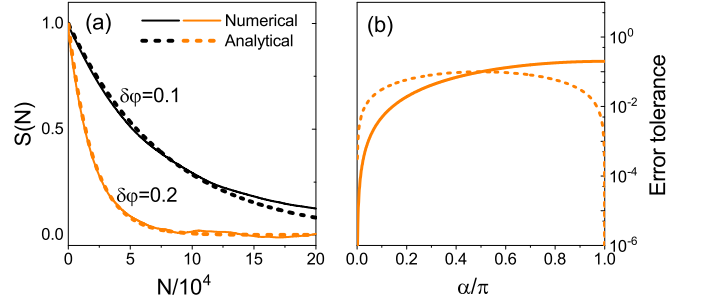 (a)
Numerical
Analytical
δφ=0.1
δφ=0.2
S(N)
1.0
0.5
0.0
0
5
10
15
20
N/10⁴
(b)
10⁰
10⁻²
10⁻⁴
10⁻⁶
Error tolerance
0.0
0.2
0.4
0.6
0.8
1.0
α/π